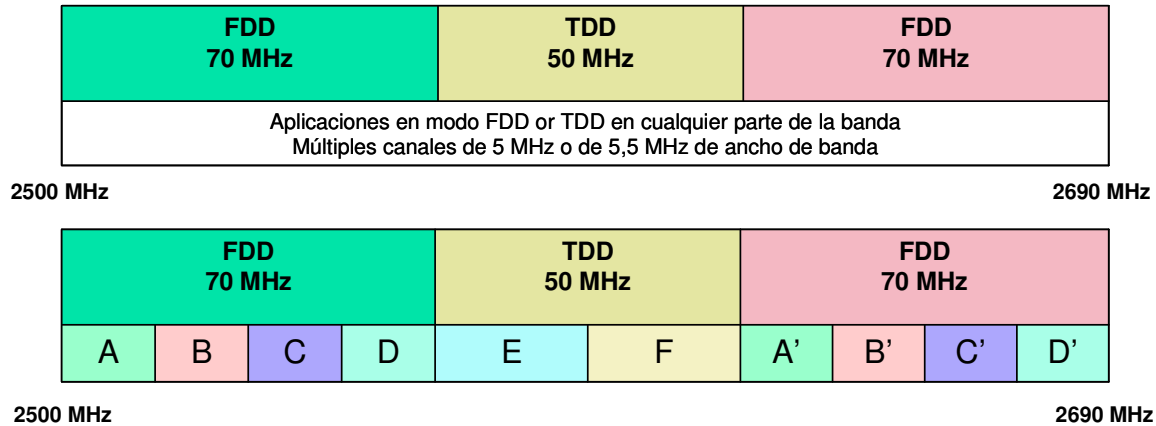 FDD TDD FDD
70 MHz 50 MHz 70 MHz
Aplicaciones en modo FDD or TDD en cualquier parte de la banda
Múltiples canales de 5 MHz o de 5,5 MHz de ancho de banda
2500 MHz 2690 MHz
FDD TDD FDD
70 MHz 50 MHz 70 MHz
A B C D E F A’ B’ C’ D’
2500 MHz 2690 MHz